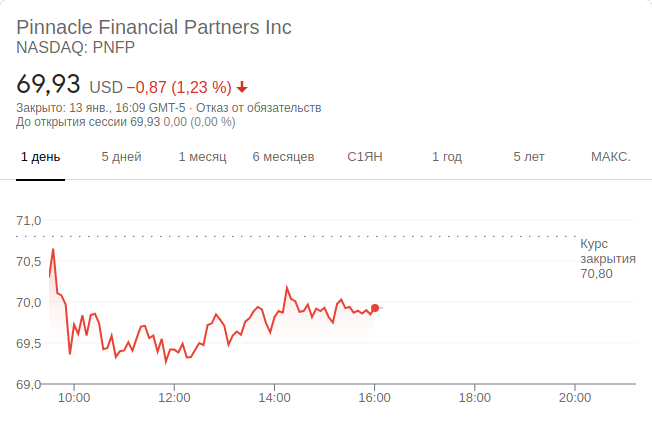 Pinnacle Financial Partners Inc
NASDAQ: PNFP
69,93 USD −0,87 (1,23 %)
Закрыто: 13 янв., 16:09 GMT-5 · Отказ от обязательств
До открытия сессии 69,93 0,00 (0,00 %)
1 день 5 дней 1 месяц 6 месяцев С1ЯН 1 год 5 лет МАКС.
71,0
Курс
закрытия
70,80
70,5
70,0
69,5
69,0
10:00 12:00 14:00 16:00 18:00 20:00